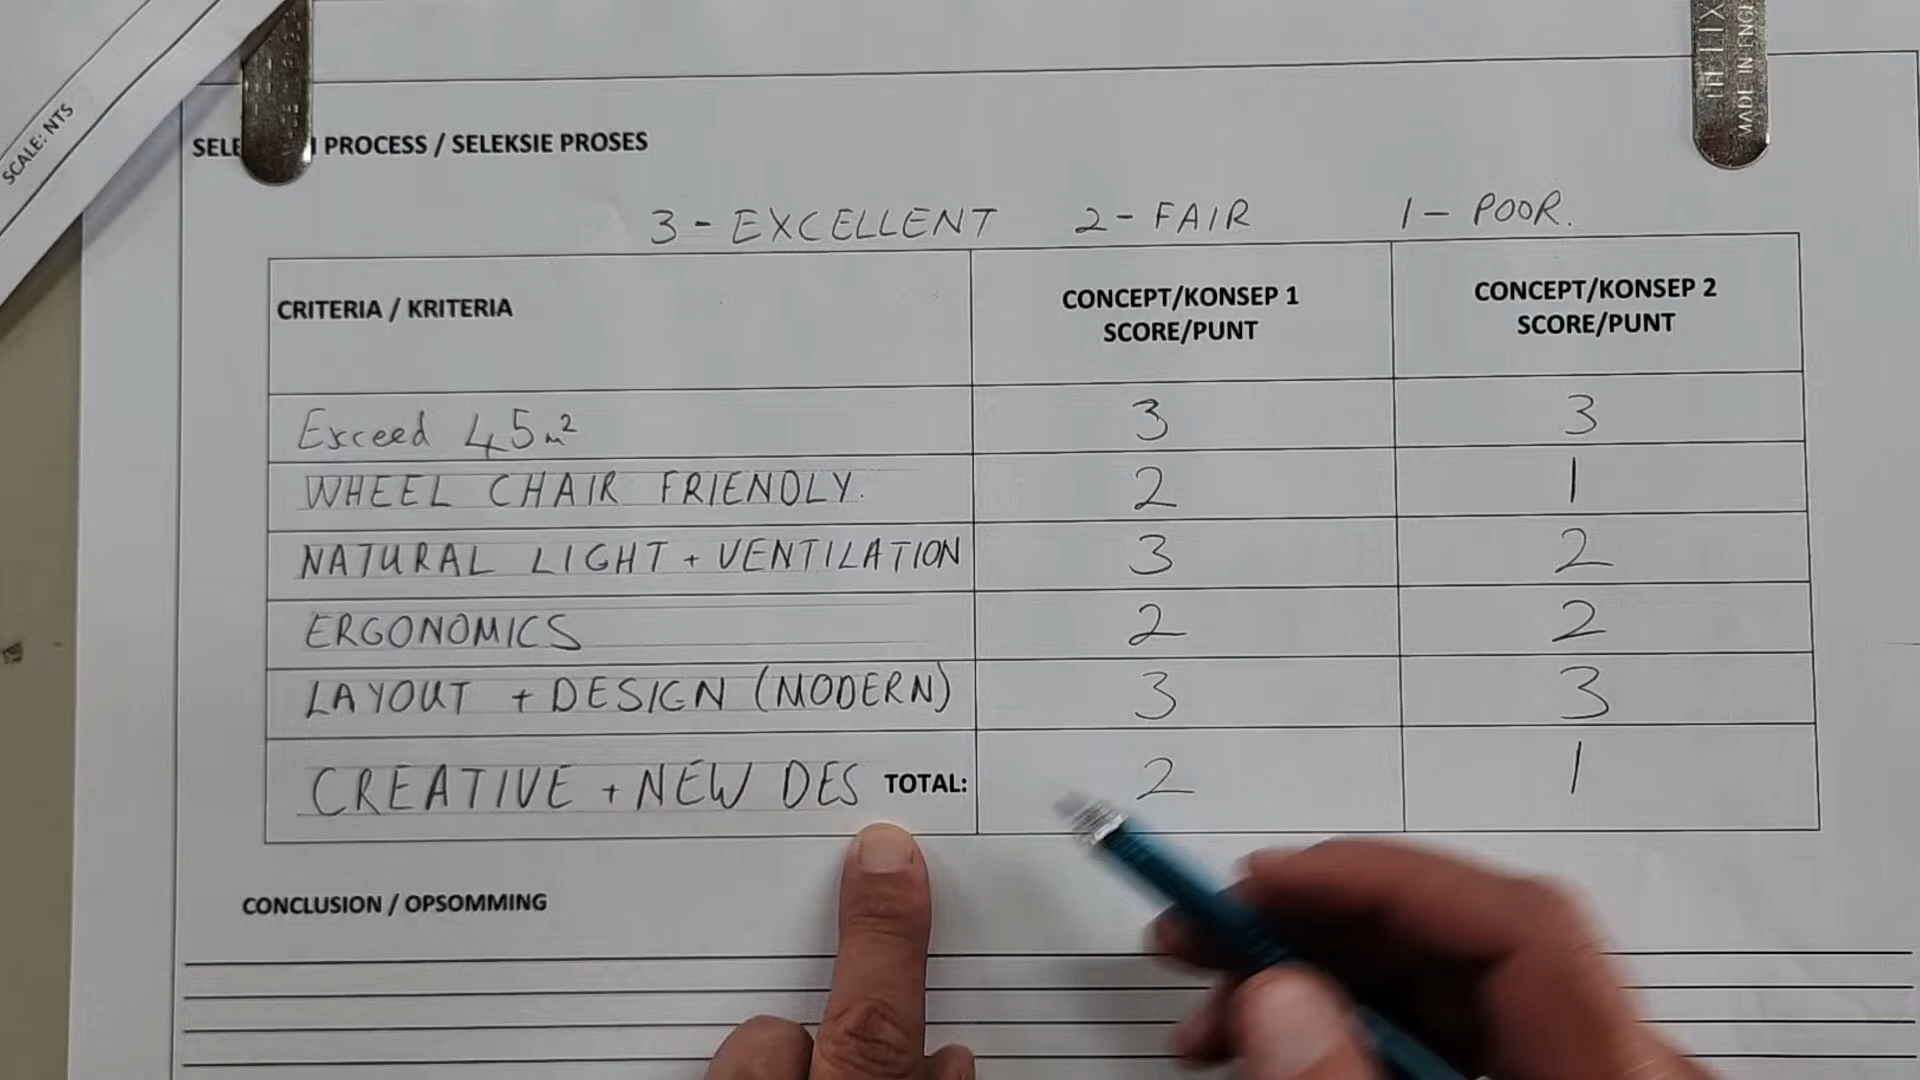 SCALE: NTS
MADE IN ENG
PROCESS / SELEKSIE PROSES
3 - EXCELLENT 2 - FAIR 1 - POOR.
CRITERIA / KRITERIA
CONCEPT/KONSEP 1
SCORE/PUNT
CONCEPT/KONSEP 2
SCORE/PUNT
Exceed 45m² 3 3
WHEEL CHAIR FRIENDLY. 2 1
NATURAL LIGHT + VENTILATION 3 2
ERGONOMICS 2 2
LAYOUT + DESIGN (MODERN) 3 3
CREATIVE + NEW DES TOTAL: 2 1
CONCLUSION / OPSOMMING